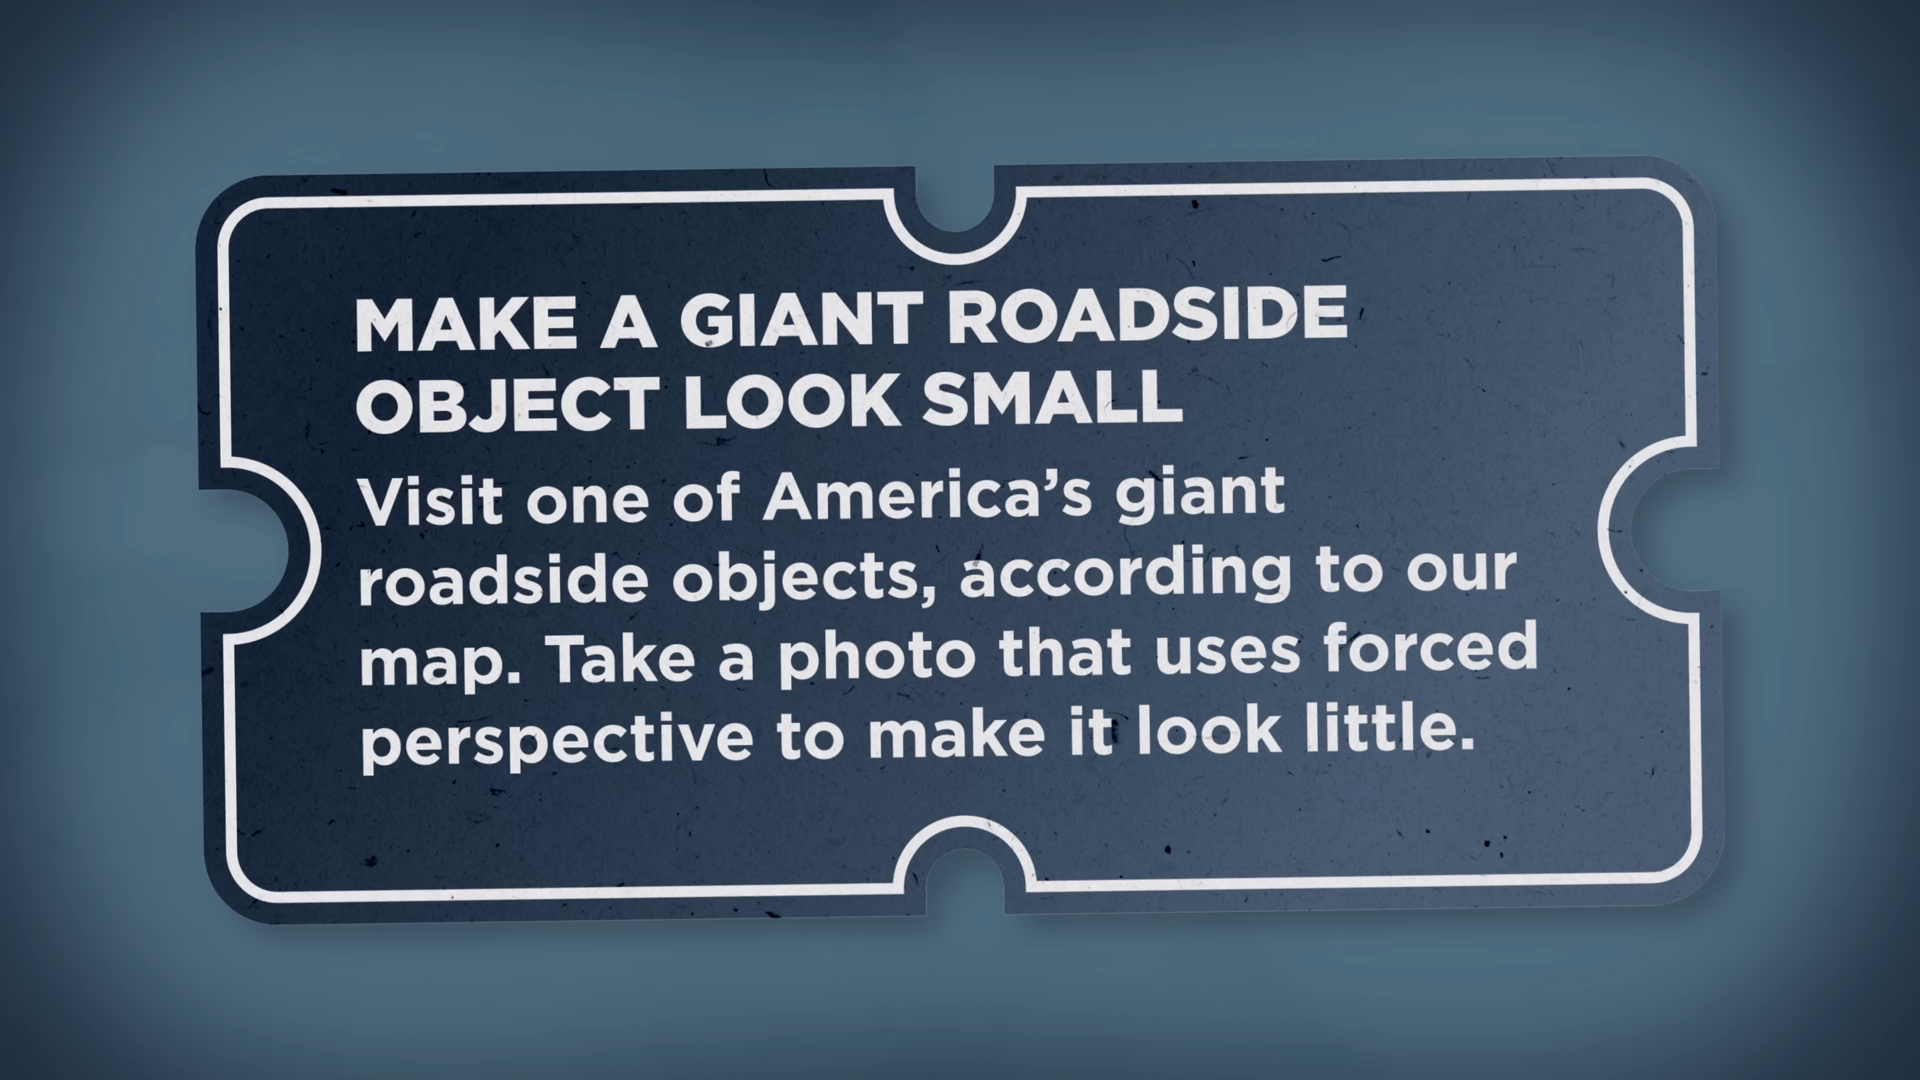 MAKE A GIANT ROADSIDE
OBJECT LOOK SMALL
Visit one of America’s giant
roadside objects, according to our
map. Take a photo that uses forced
perspective to make it look little.